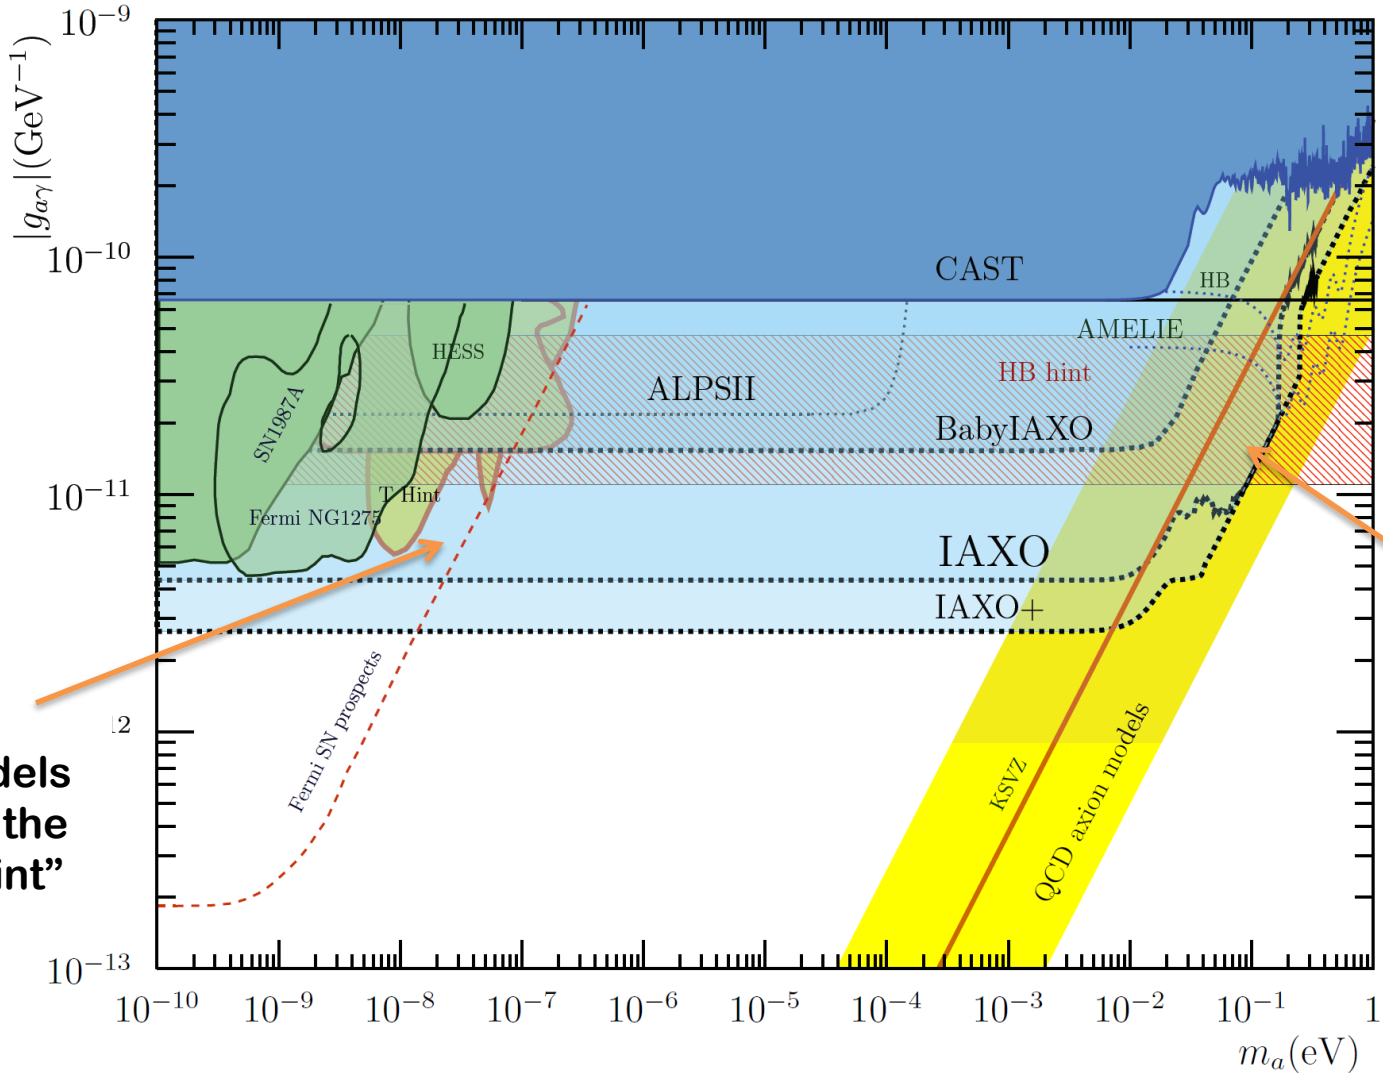 10⁻⁹
|g_{aγ}|(GeV⁻¹)
10⁻¹⁰
CAST
HB
AMELIE
HESS
HB hint
ALPSII
SN1987A
BabyIAXO
10⁻¹¹
T Hint
Fermi NG1275
IAXO
IAXO+
Fermi SN prospects
12
dels
the
int”
KSVZ
QCD axion models
10⁻¹³
10⁻¹⁰ 10⁻⁹ 10⁻⁸ 10⁻⁷ 10⁻⁶ 10⁻⁵ 10⁻⁴ 10⁻³ 10⁻² 10⁻¹ 1
m_a(eV)